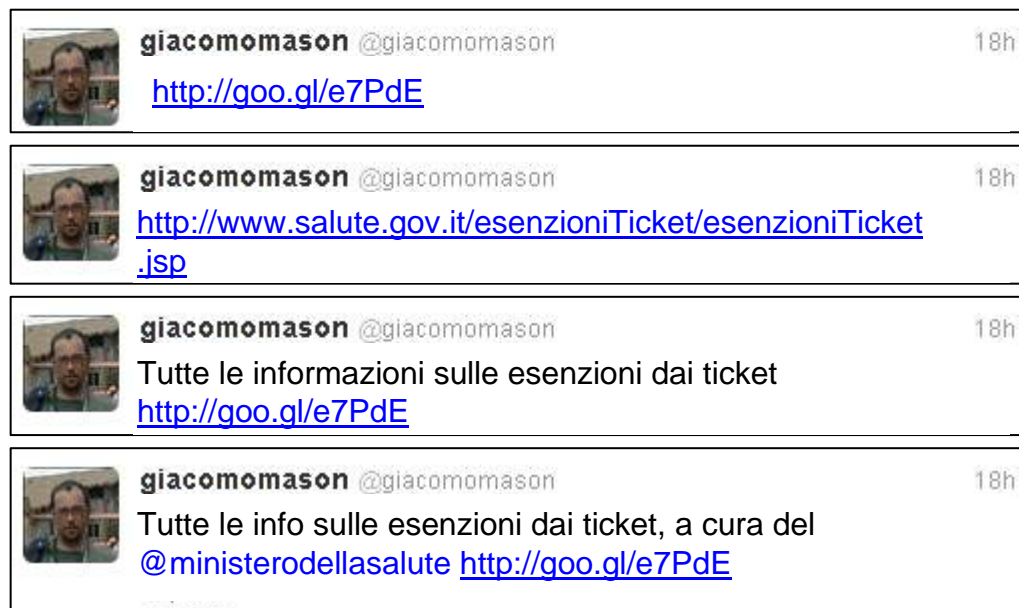 giacomomason @giacomomason 18h
http://goo.gl/e7PdE
giacomomason @giacomomason 18h
http://www.salute.gov.it/esenzioniTicket/esenzioniTicket
.jsp
giacomomason @giacomomason 18h
Tutte le informazioni sulle esenzioni dai ticket
http://goo.gl/e7PdE
giacomomason @giacomomason 18h
Tutte le info sulle esenzioni dai ticket, a cura del
@ministerodellasalute http://goo.gl/e7PdE